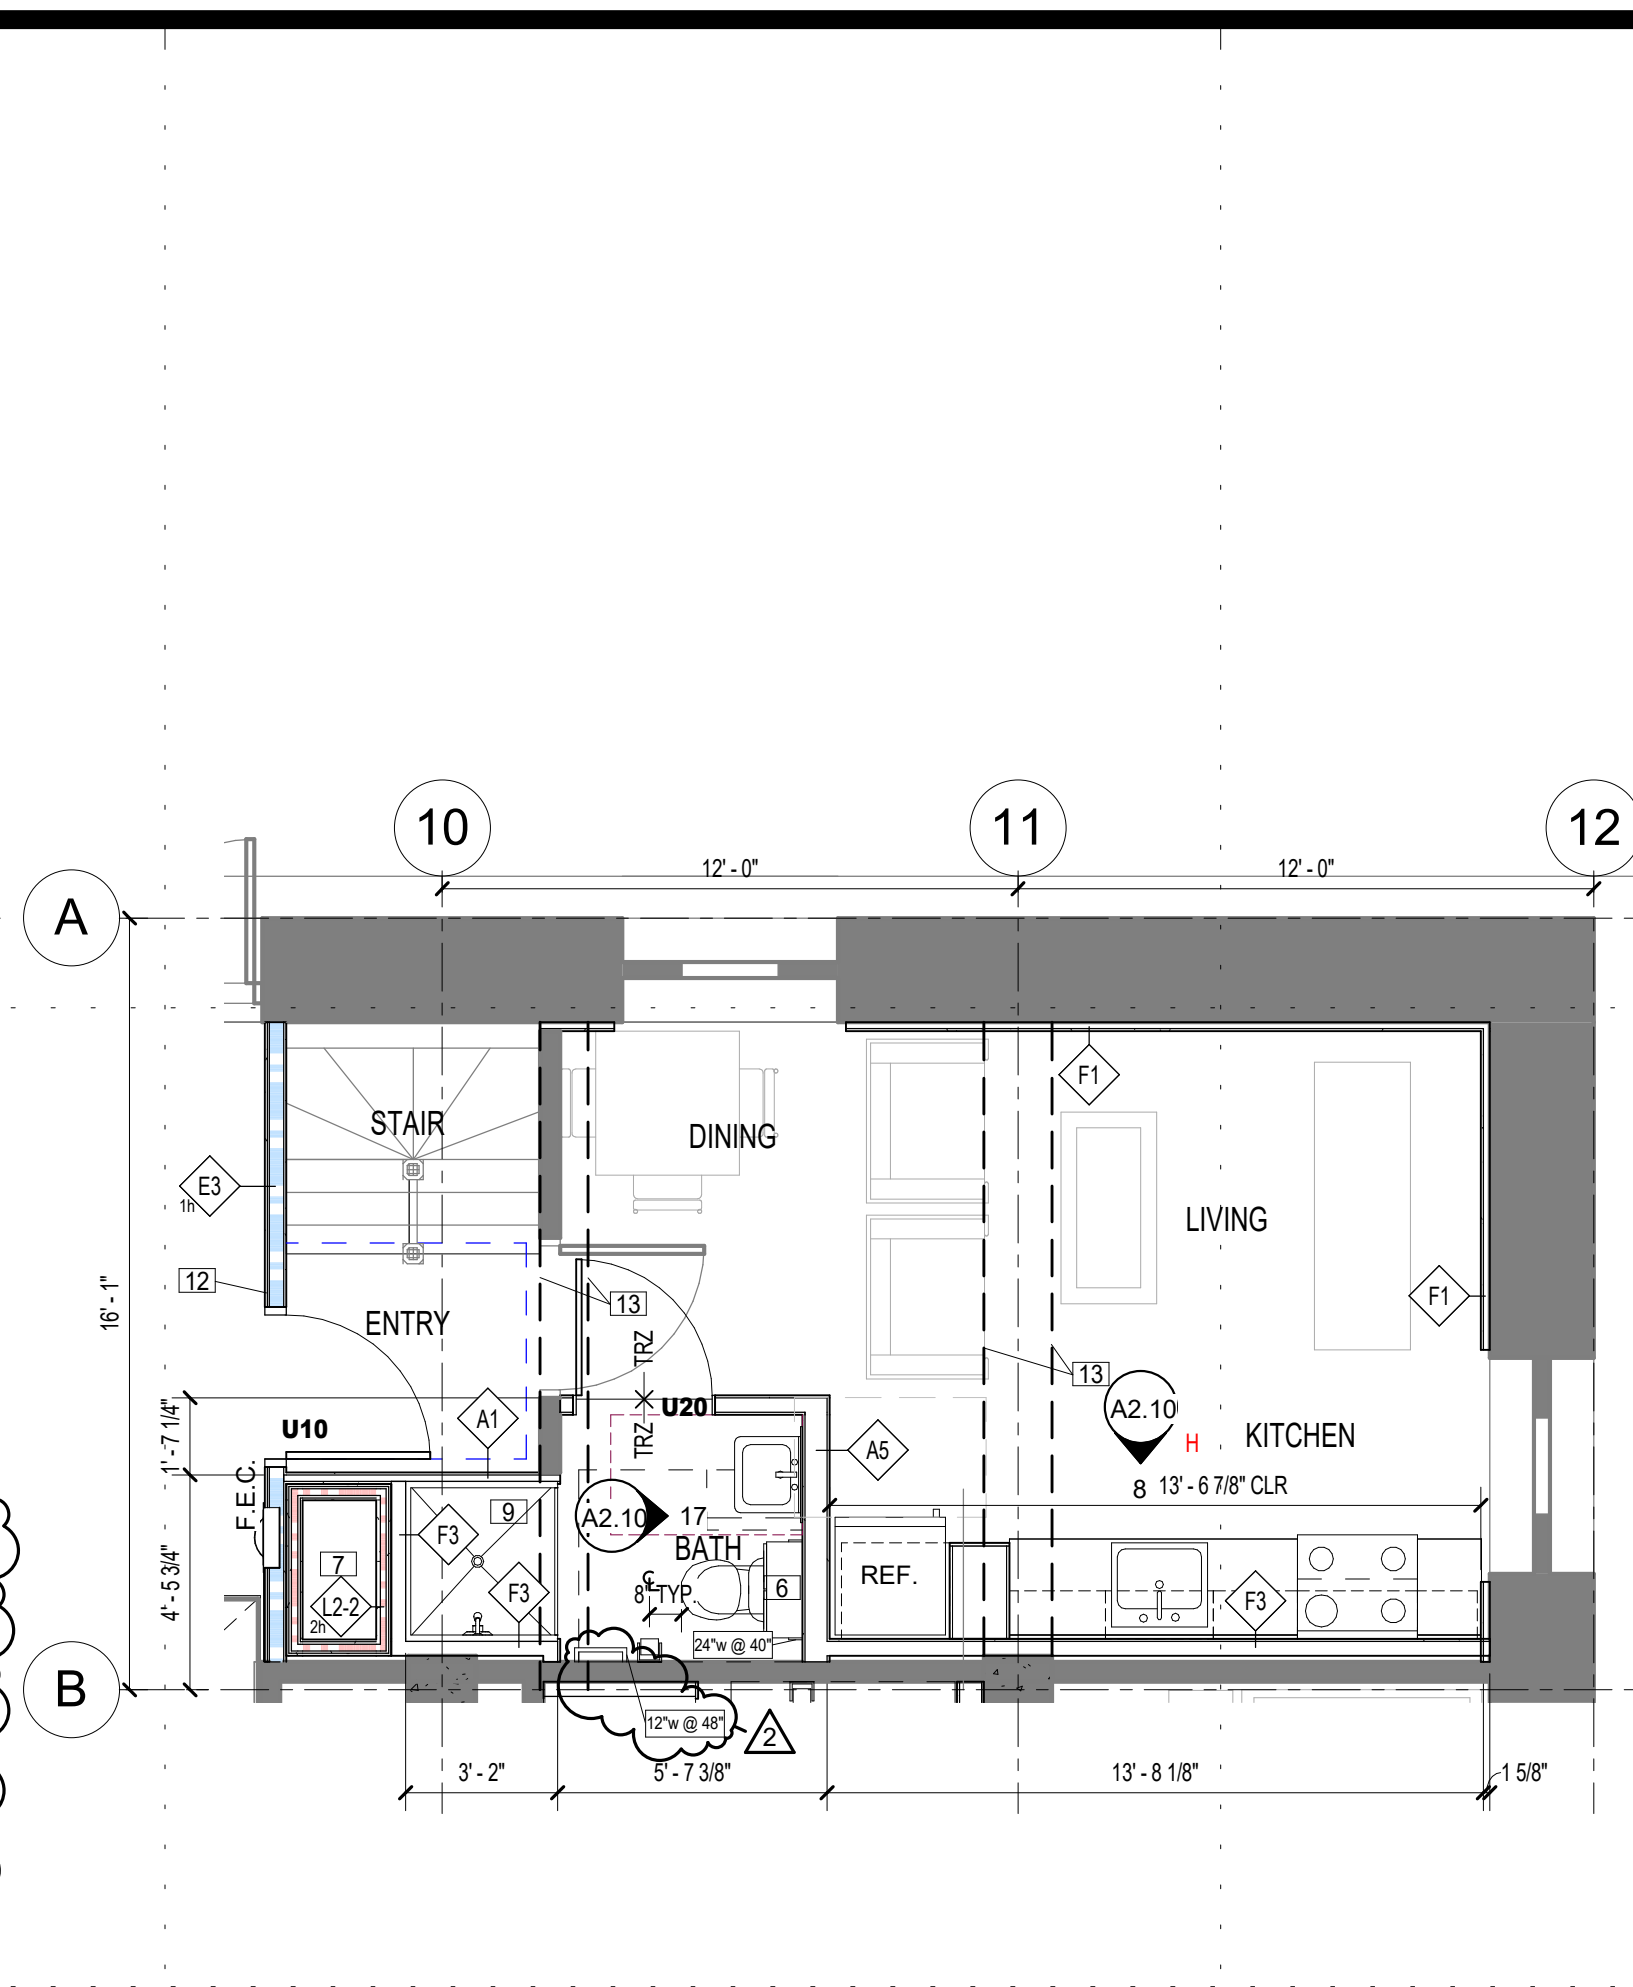 10
11
12
12' - 0"
12' - 0"
A
STAIR
DINING
F1
E3
1h
LIVING
16' - 1"
12
13
ENTRY
F1
TRZ
13
U10
A1
U20
TRZ
1' - 7 1/4"
A5
A2.10
H
KITCHEN
8
13' - 6 7/8" CLR
F.E.C.
9
A2.10
17
F3
BATH
7
REF.
4' - 5 3/4"
L2-2
2h
F3
℄
8" TYP.
6
F3
24"w @ 40"
B
12"w @ 48"
2
3' - 2"
5' - 7 3/8"
13' - 8 1/8"
1 5/8"